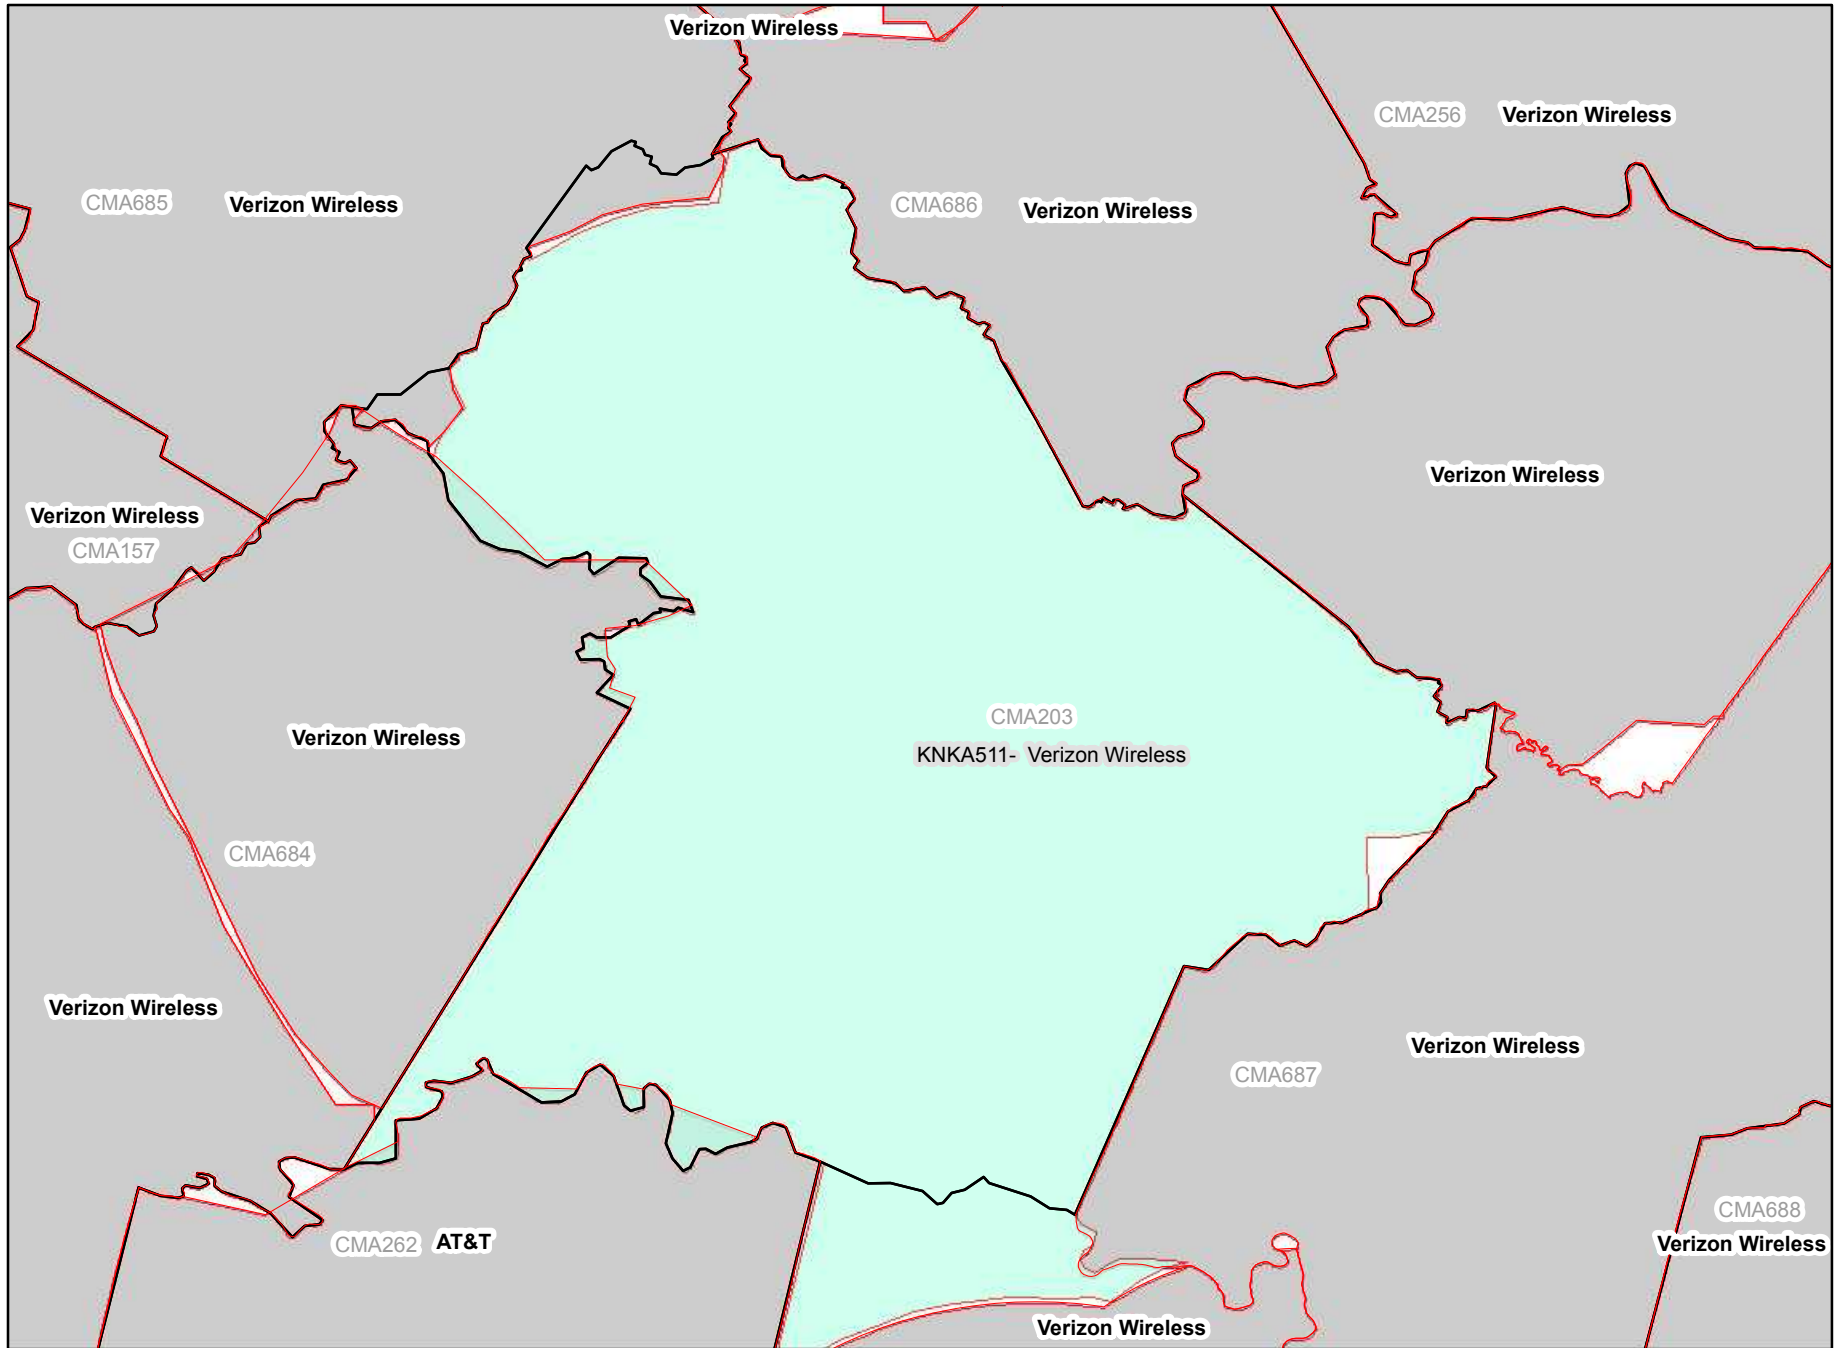 Verizon Wireless
CMA256 Verizon Wireless
CMA685 Verizon Wireless
CMA686 Verizon Wireless
Verizon Wireless
Verizon Wireless
CMA157
CMA203
KNKA511- Verizon Wireless
Verizon Wireless
CMA684
Verizon Wireless
Verizon Wireless
CMA687
CMA688
Verizon Wireless
CMA262 AT&T
Verizon Wireless